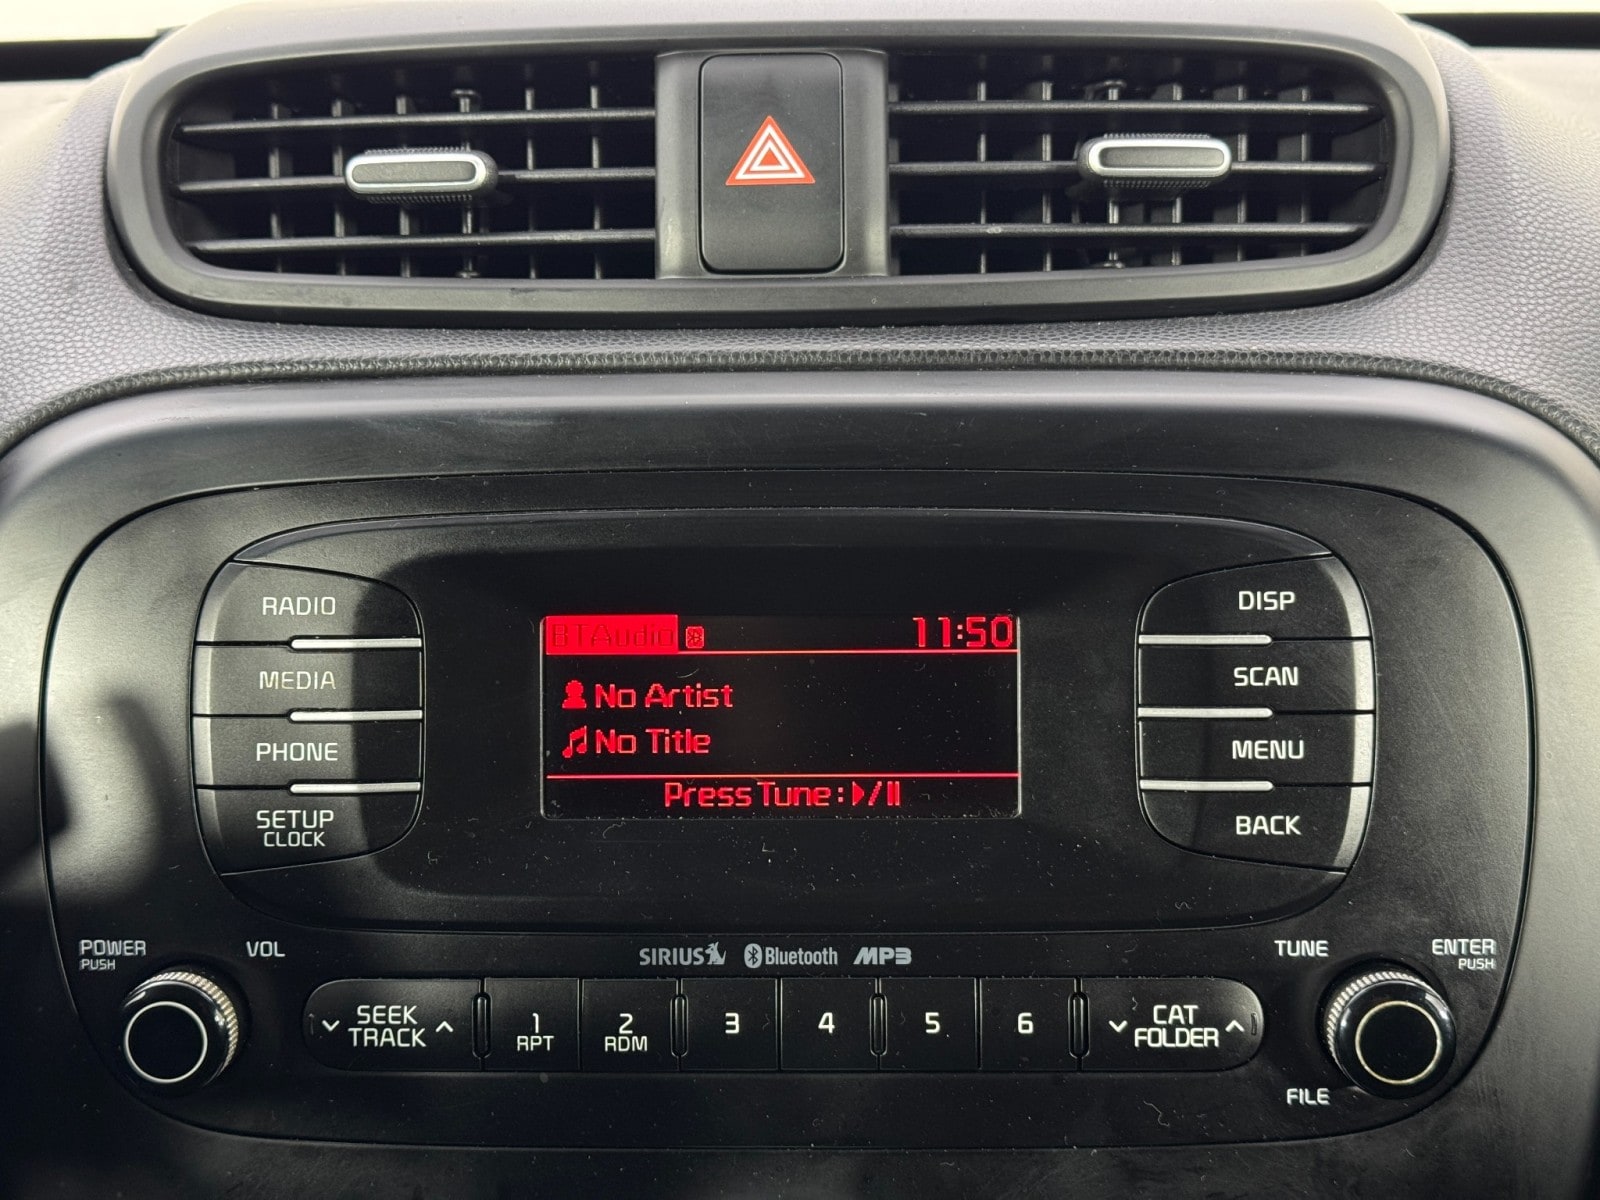 RADIO
MEDIA
PHONE
SETUP
CLOCK
BT Audio
11:50
No Artist
No Title
Press Tune:
DISP
SCAN
MENU
BACK
POWER
PUSH
VOL
SIRIUS
Bluetooth
MP3
TUNE
ENTER
PUSH
SEEK
TRACK
1
RPT
2
RDM
3
4
5
6
CAT
FOLDER
FILE